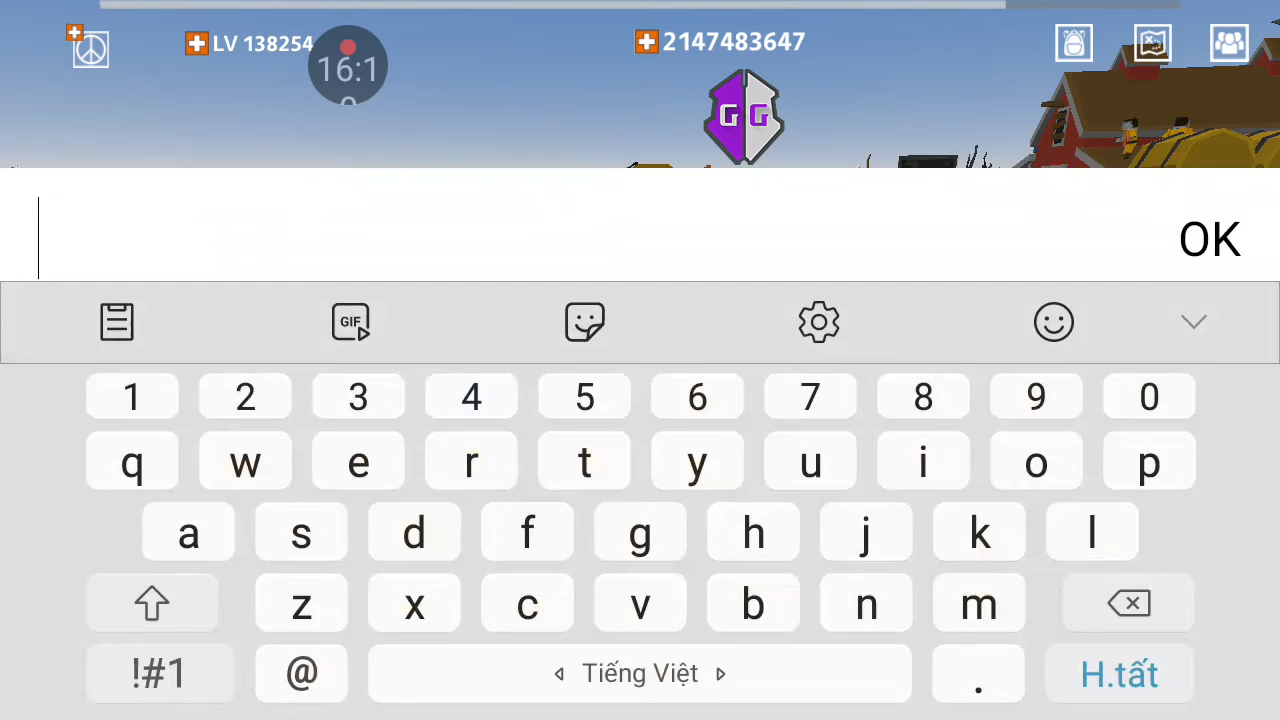 LV 138254
2147483647
16:1
G G
OK
GIF
1 2 3 4 5 6 7 8 9 0
q w e r t y u i o p
a s d f g h j k l
z x c v b n m
!#1 @ Tiếng Việt . H.tất